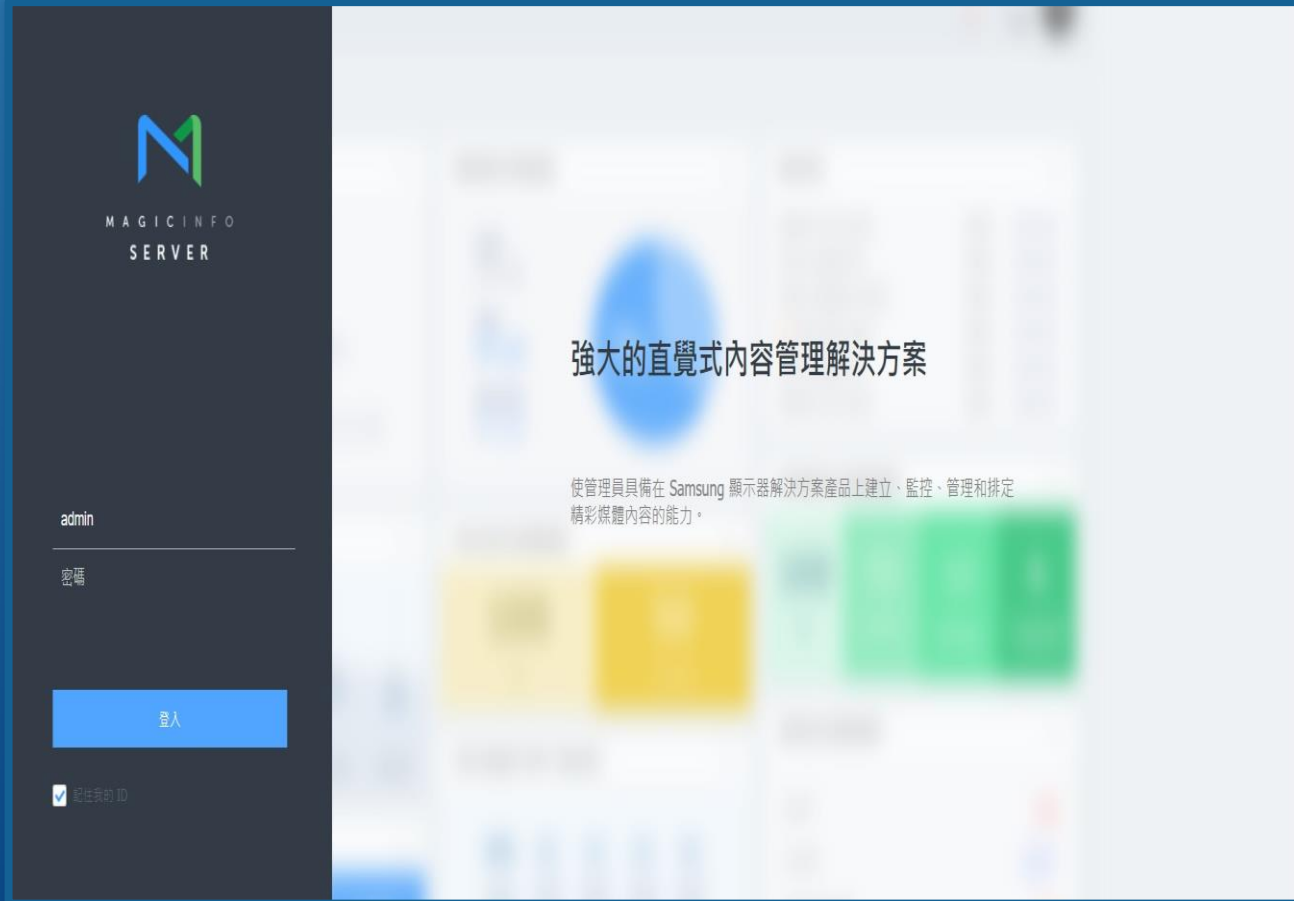 MAGICINFO
SERVER
admin
密碼
登入
記住我的 ID
強大的直覺式內容管理解決方案
使管理員具備在 Samsung 顯示器解決方案產品上建立、監控、管理和排定
精彩媒體內容的能力。